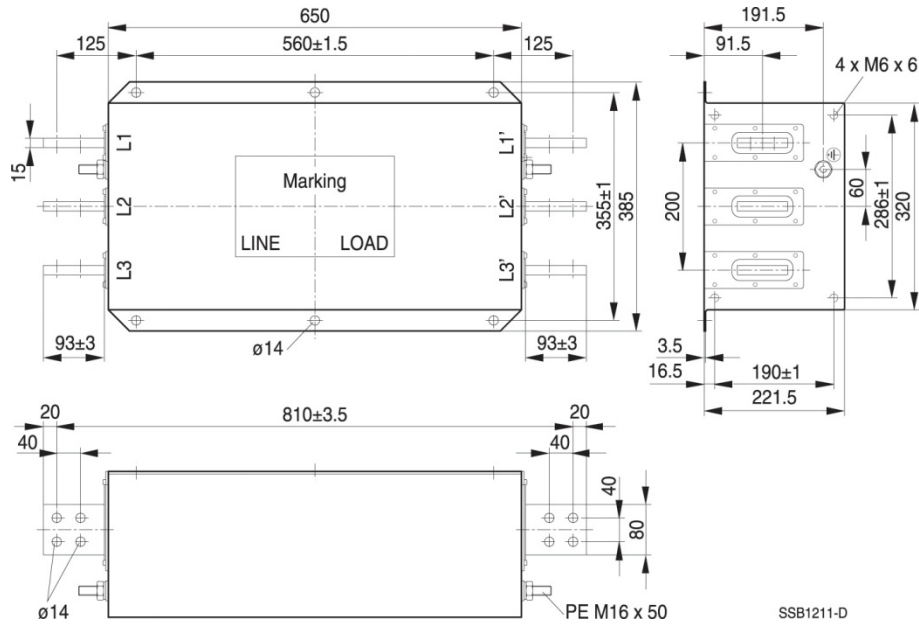 650
125
560±1.5
125
L1
L1'
15
L2
L2'
L3
L3'
Marking
LINE
LOAD
355±1
385
93±3
ø14
93±3
191.5
91.5
4 x M6 x 6
200
60
286±1
320
3.5
16.5
190±1
221.5
20
810±3.5
20
40
40
40
80
ø14
PE M16 x 50
SSB1211-D